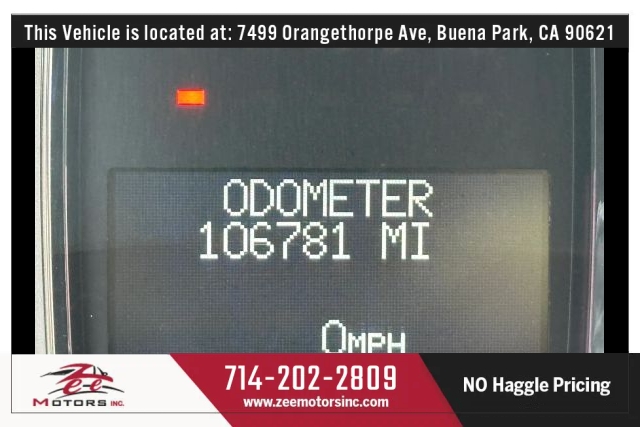 This Vehicle is located at: 7499 Orangethorpe Ave, Buena Park, CA 90621
ODOMETER
106781 MI
0MPH
Zee
MOTORS INC.
714-202-2809
www.zeemotorsinc.com
NO Haggle Pricing